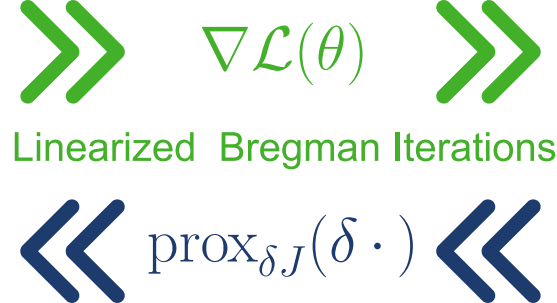 ∇ℒ(θ)
Linearized Bregman Iterations
prox_{δJ}(δ ·)